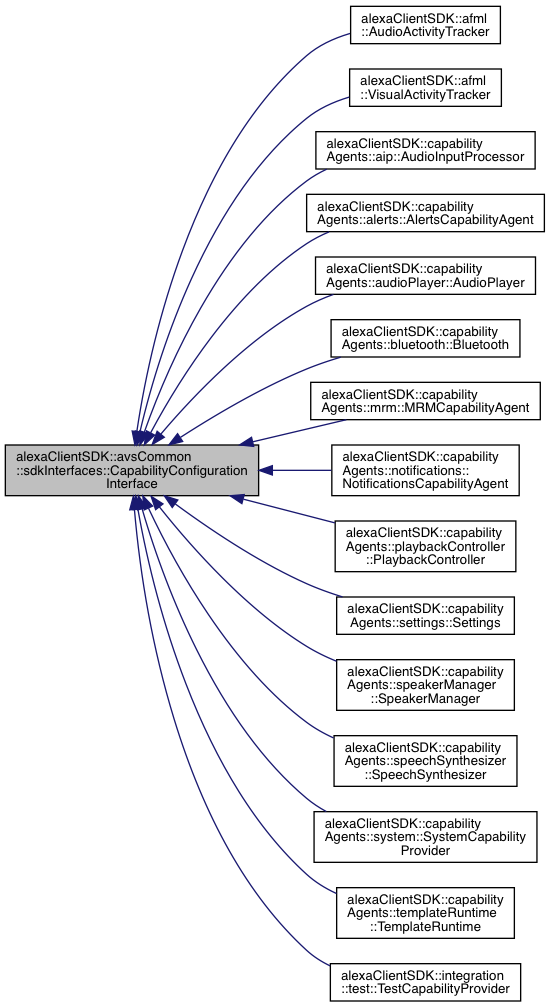 alexaClientSDK::afml
::AudioActivityTracker
alexaClientSDK::afml
::VisualActivityTracker
alexaClientSDK::capability
Agents::aip::AudioInputProcessor
alexaClientSDK::capability
Agents::alerts::AlertsCapabilityAgent
alexaClientSDK::capability
Agents::audioPlayer::AudioPlayer
alexaClientSDK::capability
Agents::bluetooth::Bluetooth
alexaClientSDK::capability
Agents::mrm::MRMCapabilityAgent
alexaClientSDK::avsCommon
::sdkInterfaces::CapabilityConfiguration
Interface
alexaClientSDK::capability
Agents::notifications::
NotificationsCapabilityAgent
alexaClientSDK::capability
Agents::playbackController
::PlaybackController
alexaClientSDK::capability
Agents::settings::Settings
alexaClientSDK::capability
Agents::speakerManager
::SpeakerManager
alexaClientSDK::capability
Agents::speechSynthesizer
::SpeechSynthesizer
alexaClientSDK::capability
Agents::system::SystemCapability
Provider
alexaClientSDK::capability
Agents::templateRuntime
::TemplateRuntime
alexaClientSDK::integration
::test::TestCapabilityProvider